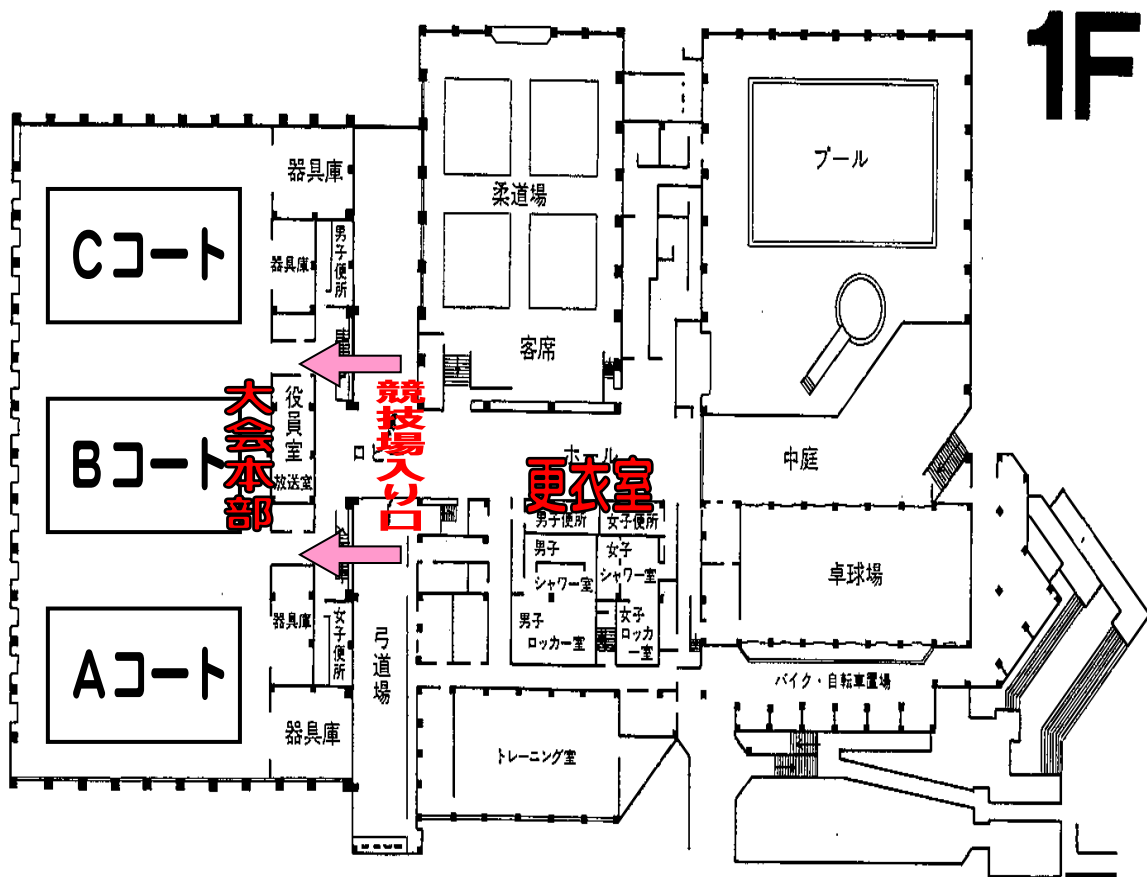 1F
器具庫
柔道場
プール
Cコート
器具庫
男子便所
客席
大会本部
役員室
放送室
競技場入り口
ロビ
ホール
更衣室
中庭
Bコート
男子便所
女子便所
男子
シャワー室
女子
シャワー室
卓球場
Aコート
器具庫
女子便所
弓道場
男子
ロッカー室
女子
ロッカ
ー室
バイク・自転車置場
器具庫
トレーニング室